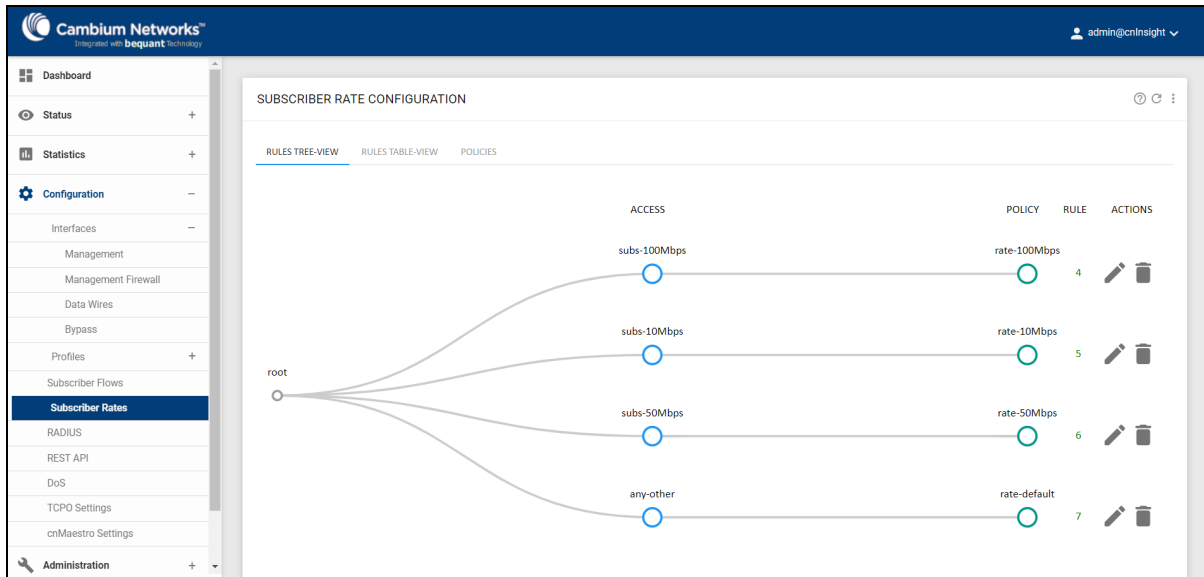 Cambium Networks™
Integrated with bequant Technology
admin@cnInsight
Dashboard
Status +
Statistics +
Configuration −
Interfaces −
Management
Management Firewall
Data Wires
Bypass
Profiles +
Subscriber Flows
Subscriber Rates
RADIUS
REST API
DoS
TCPO Settings
cnMaestro Settings
Administration +
SUBSCRIBER RATE CONFIGURATION
RULES TREE-VIEW RULES TABLE-VIEW POLICIES
ACCESS POLICY RULE ACTIONS
subs-100Mbps rate-100Mbps
4
subs-10Mbps rate-10Mbps
5
root
subs-50Mbps rate-50Mbps
6
any-other rate-default
7